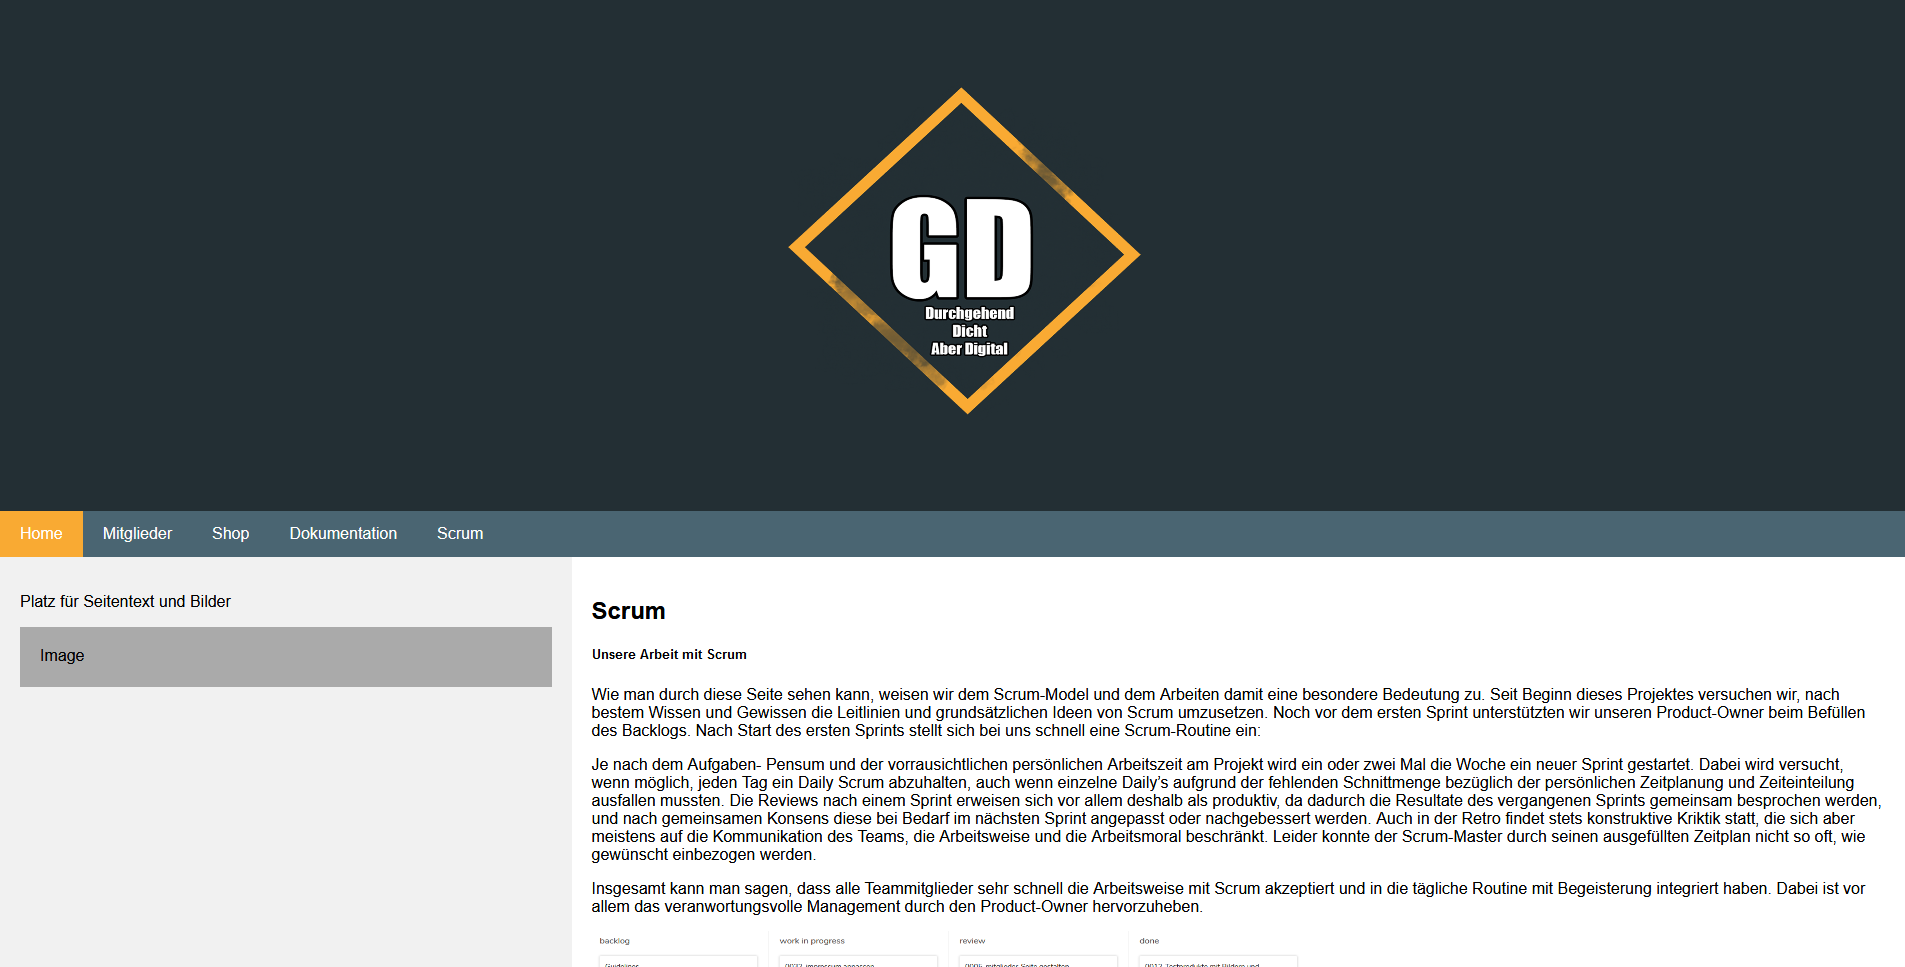 GD
Durchgehend
Dicht
Aber Digital
Home Mitglieder Shop Dokumentation Scrum
Platz für Seitentext und Bilder
Image
Scrum
Unsere Arbeit mit Scrum
Wie man durch diese Seite sehen kann, weisen wir dem Scrum-Model und dem Arbeiten damit eine besondere Bedeutung zu. Seit Beginn dieses Projektes versuchen wir, nach
bestem Wissen und Gewissen die Leitlinien und grundsätzlichen Ideen von Scrum umzusetzen. Noch vor dem ersten Sprint unterstützten wir unseren Product-Owner beim Befüllen
des Backlogs. Nach Start des ersten Sprints stellt sich bei uns schnell eine Scrum-Routine ein:
Je nach dem Aufgaben- Pensum und der vorrausichtlichen persönlichen Arbeitszeit am Projekt wird ein oder zwei Mal die Woche ein neuer Sprint gestartet. Dabei wird versucht,
wenn möglich, jeden Tag ein Daily Scrum abzuhalten, auch wenn einzelne Daily’s aufgrund der fehlenden Schnittmenge bezüglich der persönlichen Zeitplanung und Zeiteinteilung
ausfallen mussten. Die Reviews nach einem Sprint erweisen sich vor allem deshalb als produktiv, da dadurch die Resultate des vergangenen Sprints gemeinsam besprochen werden,
und nach gemeinsamen Konsens diese bei Bedarf im nächsten Sprint angepasst oder nachgebessert werden. Auch in der Retro findet stets konstruktive Kriktik statt, die sich aber
meistens auf die Kommunikation des Teams, die Arbeitsweise und die Arbeitsmoral beschränkt. Leider konnte der Scrum-Master durch seinen ausgefüllten Zeitplan nicht so oft, wie
gewünscht einbezogen werden.
Insgesamt kann man sagen, dass alle Teammitglieder sehr schnell die Arbeitsweise mit Scrum akzeptiert und in die tägliche Routine mit Begeisterung integriert haben. Dabei ist vor
allem das veranwortungsvolle Management durch den Product-Owner hervorzuheben.
backlog work in progress review done